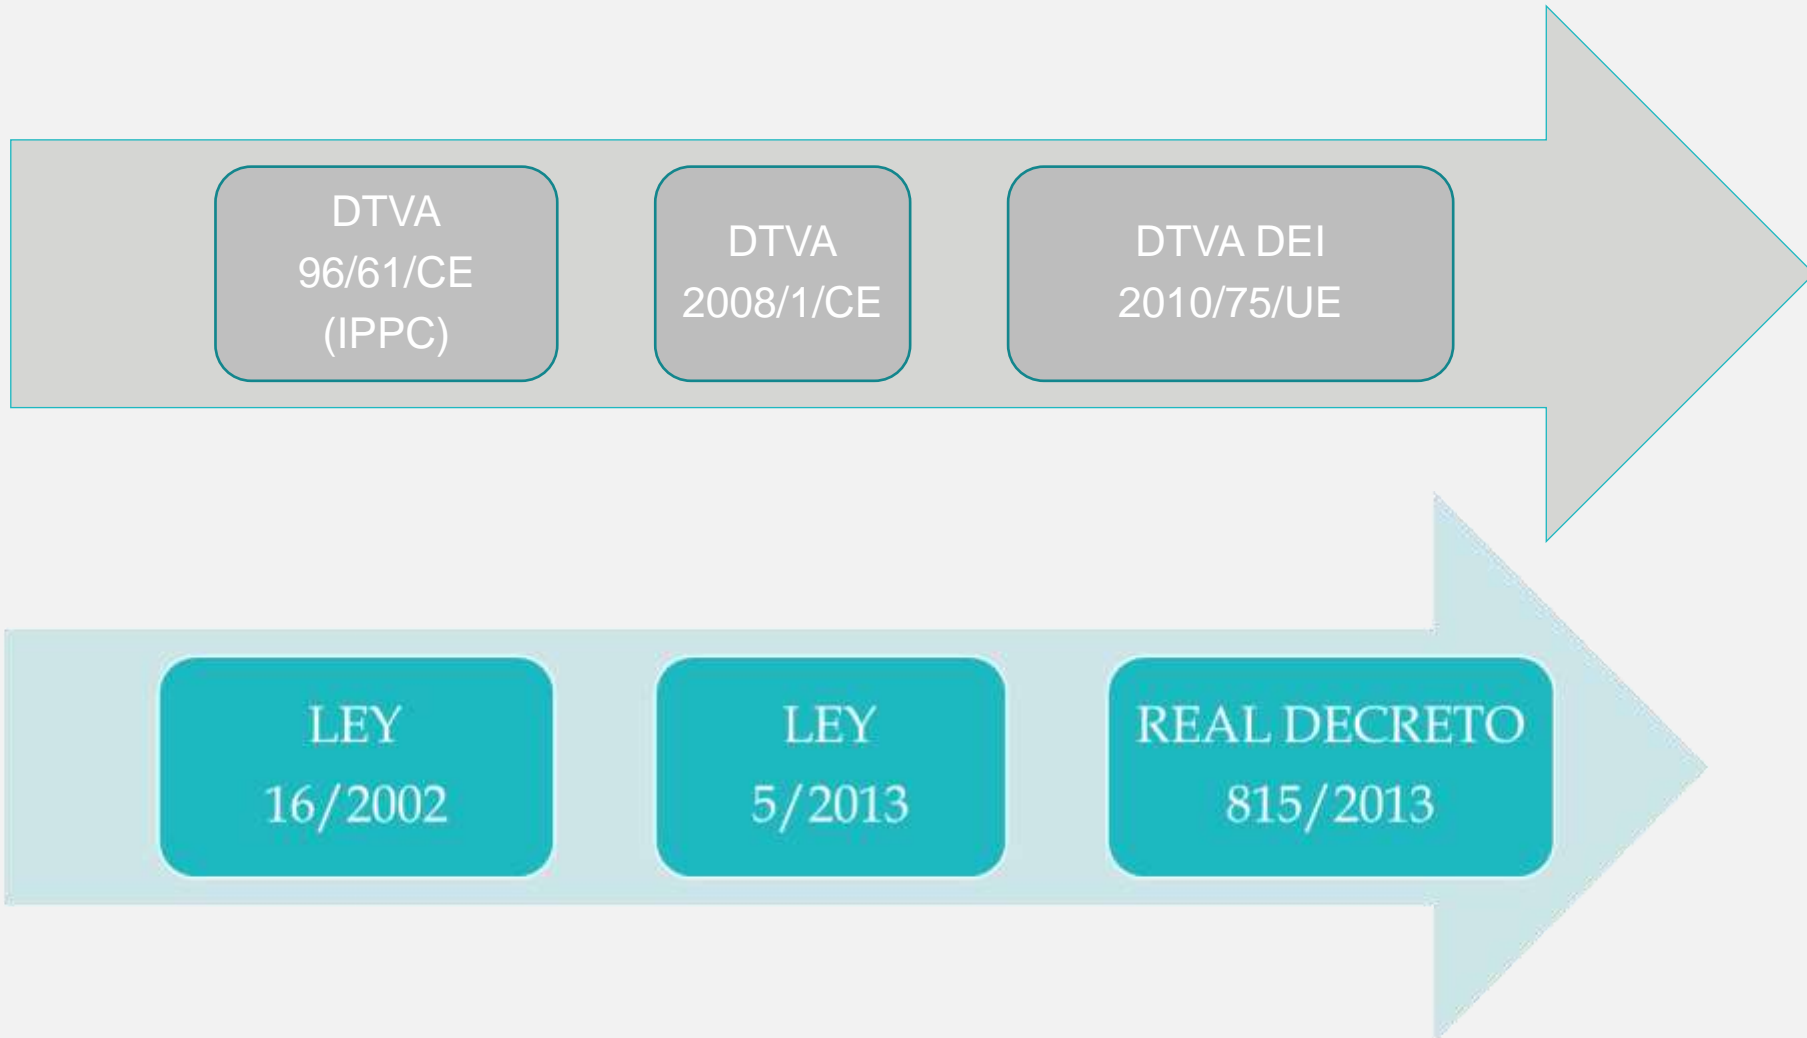 DTVA
96/61/CE
(IPPC)
DTVA
2008/1/CE
DTVA DEI
2010/75/UE
LEY
16/2002
LEY
5/2013
REAL DECRETO
815/2013